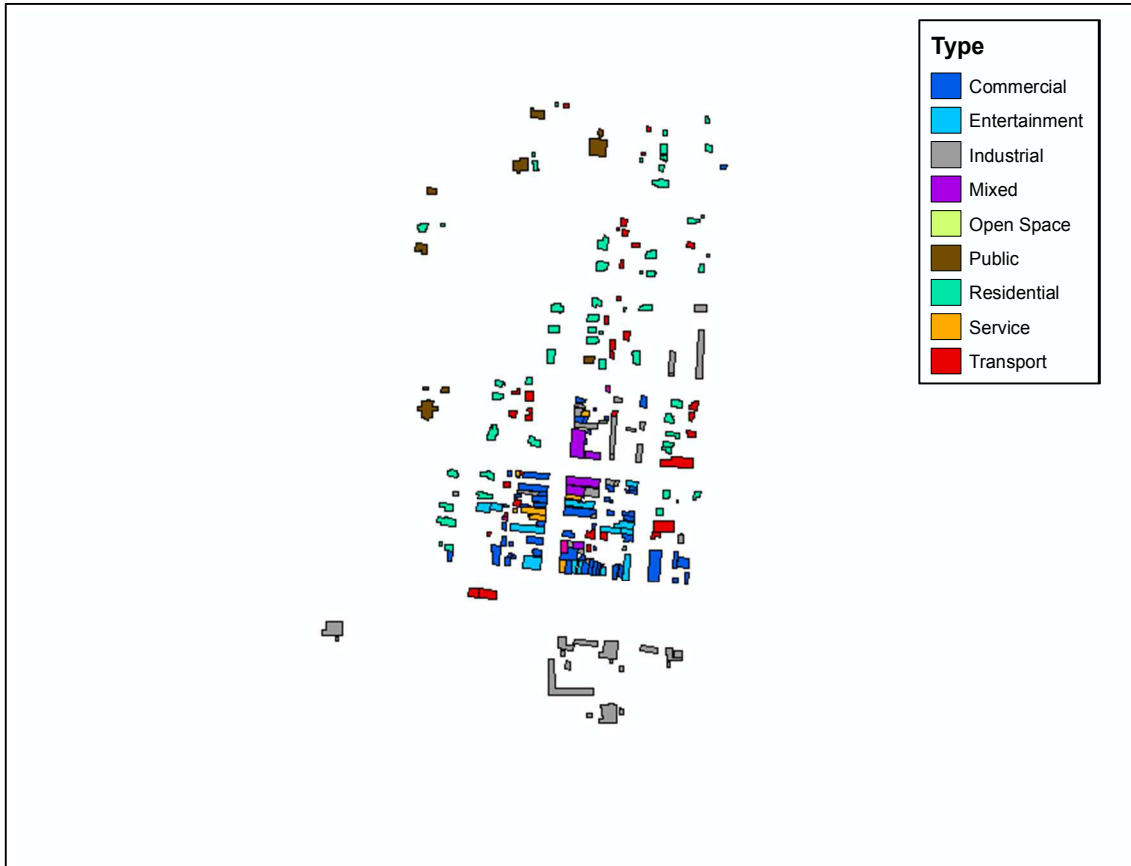 Type
Commercial
Entertainment
Industrial
Mixed
Open Space
Public
Residential
Service
Transport